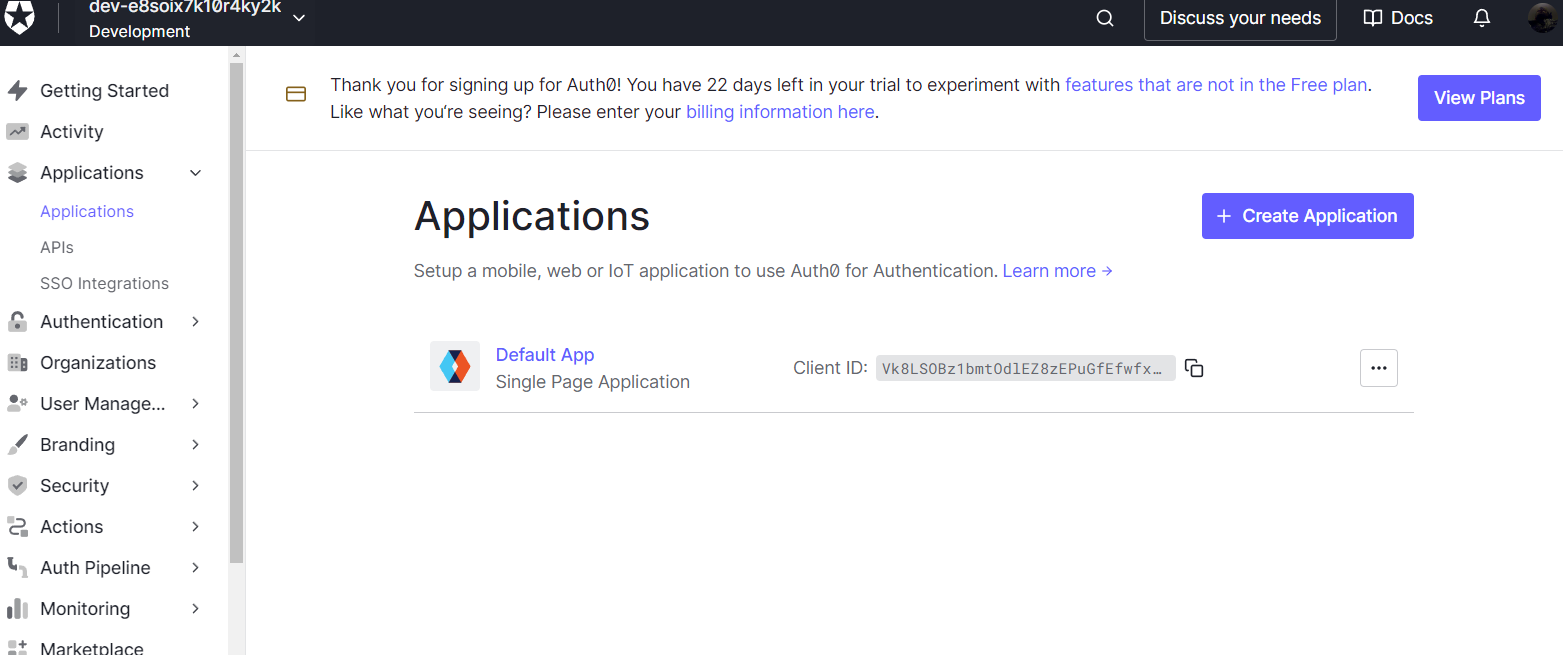 dev-e8soix7k10r4ky2k
Development
Discuss your needs
Docs
Getting Started
Activity
Applications
Applications
APIs
SSO Integrations
Authentication
Organizations
User Manage...
Branding
Security
Actions
Auth Pipeline
Monitoring
Marketplace
Thank you for signing up for Auth0! You have 22 days left in your trial to experiment with features that are not in the Free plan.
Like what you're seeing? Please enter your billing information here.
View Plans
Applications
+ Create Application
Setup a mobile, web or IoT application to use Auth0 for Authentication. Learn more →
Default App
Single Page Application
Client ID: Vk8LSOBz1bmtOdlEZ8zEPuGfEfwfx…